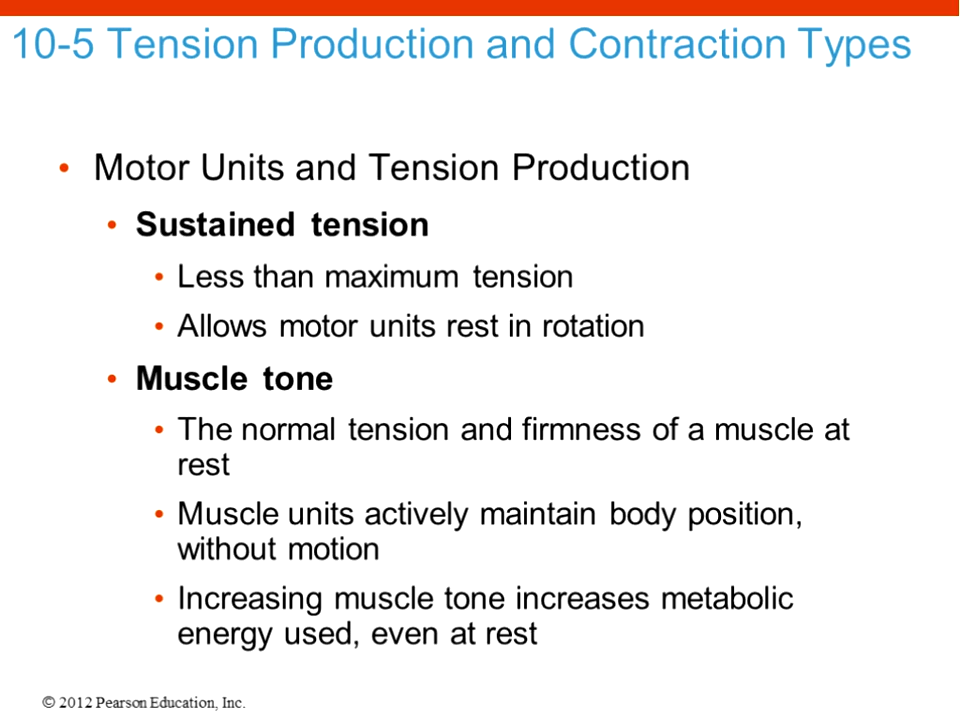 10-5 Tension Production and Contraction Types
• Motor Units and Tension Production
• Sustained tension
• Less than maximum tension
• Allows motor units rest in rotation
• Muscle tone
• The normal tension and firmness of a muscle at
rest
• Muscle units actively maintain body position,
without motion
• Increasing muscle tone increases metabolic
energy used, even at rest
© 2012 Pearson Education, Inc.